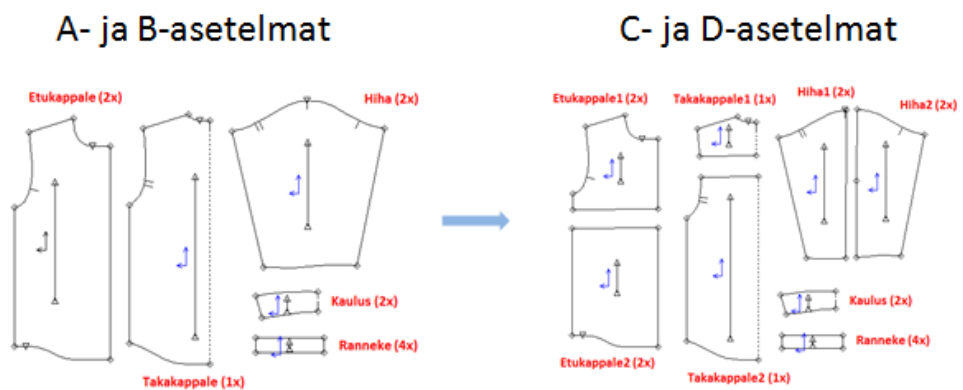 A- ja B-asetelmat
Etukappale (2x)
Hiha (2x)
Kaulus (2x)
Ranneke (4x)
Takakappale (1x)
C- ja D-asetelmat
Etukappale1 (2x)
Takakappale1 (1x)
Hiha1 (2x)
Hiha2 (2x)
Kaulus (2x)
Ranneke (4x)
Etukappale2 (2x)
Takakappale2 (1x)